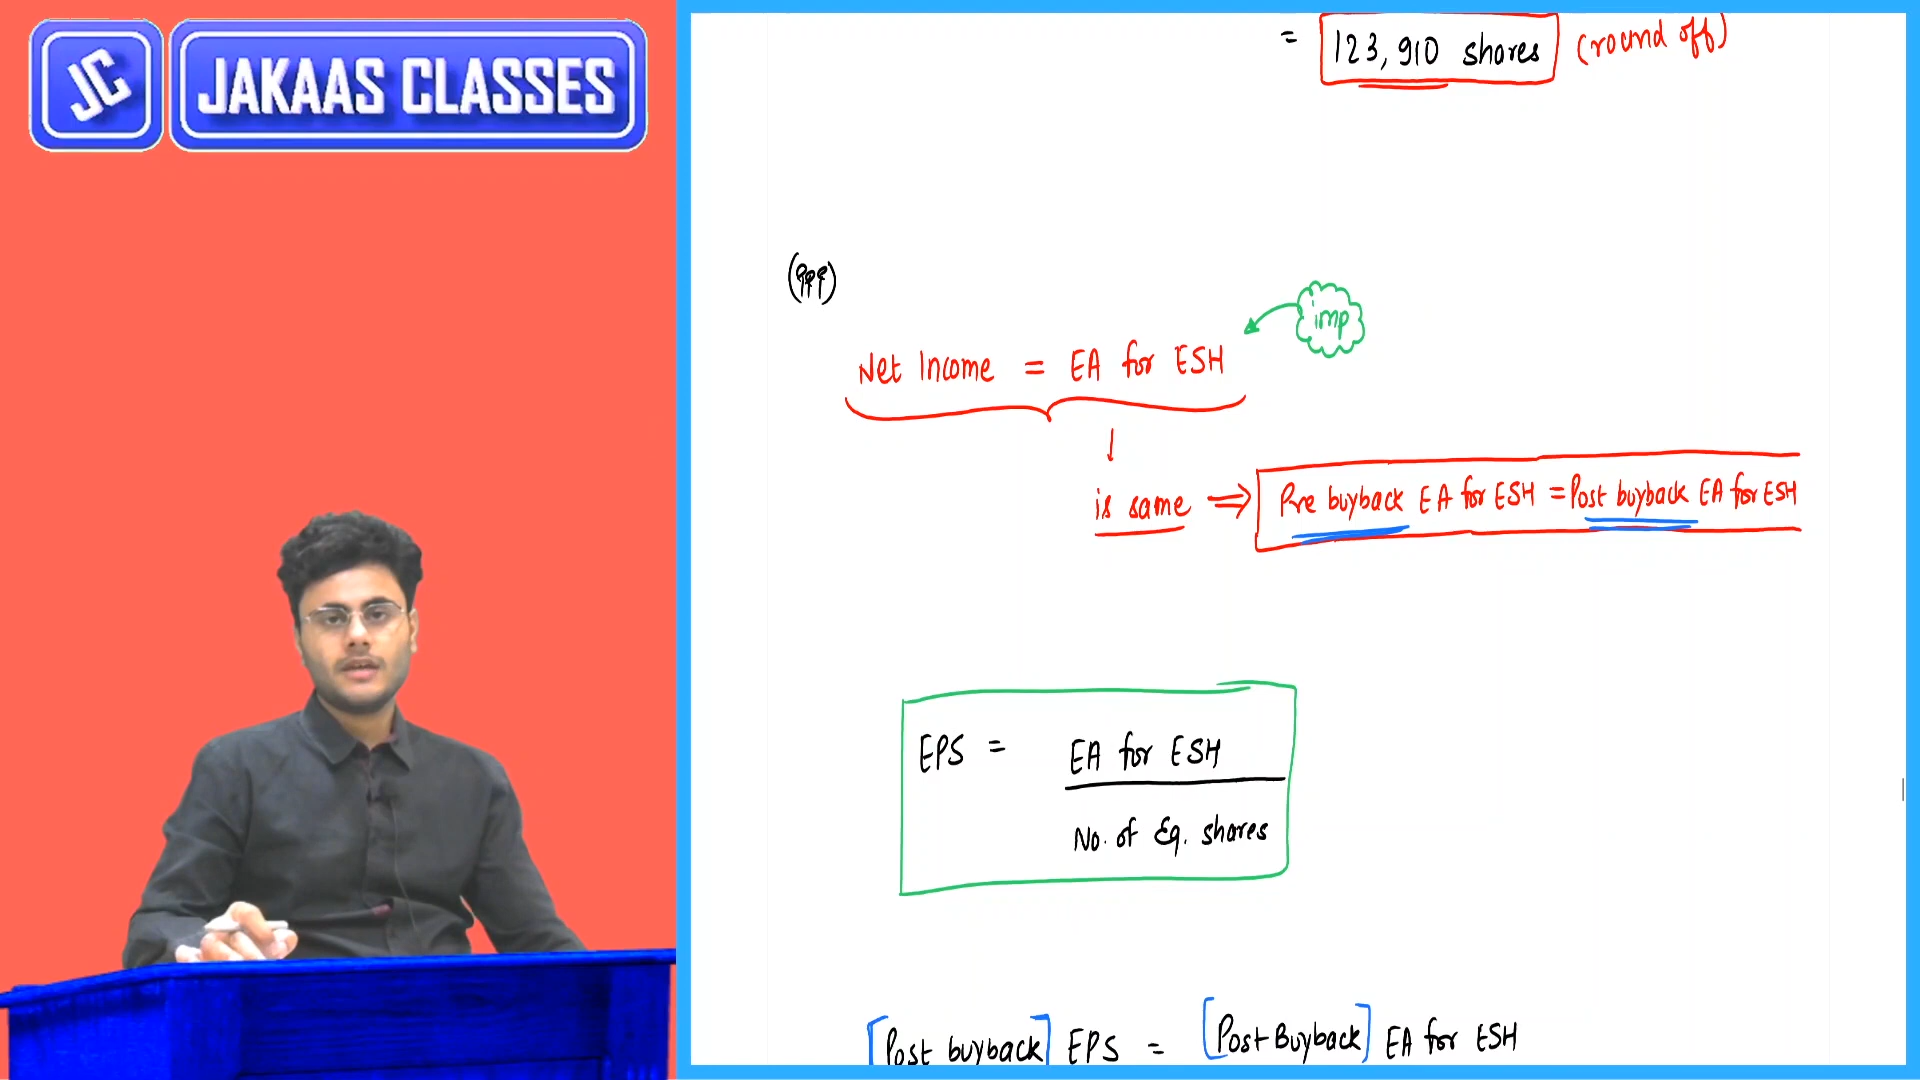 JC
JAKAAS CLASSES
= 123,910 shares (round off)
(iii)
imp
Net Income = EA for ESH
is same ⇒ Pre buyback EA for ESH = Post buyback EA for ESH
EPS = EA for ESH
No. of Eq. shares
[Post buyback] EPS = [Post Buyback] EA for ESH